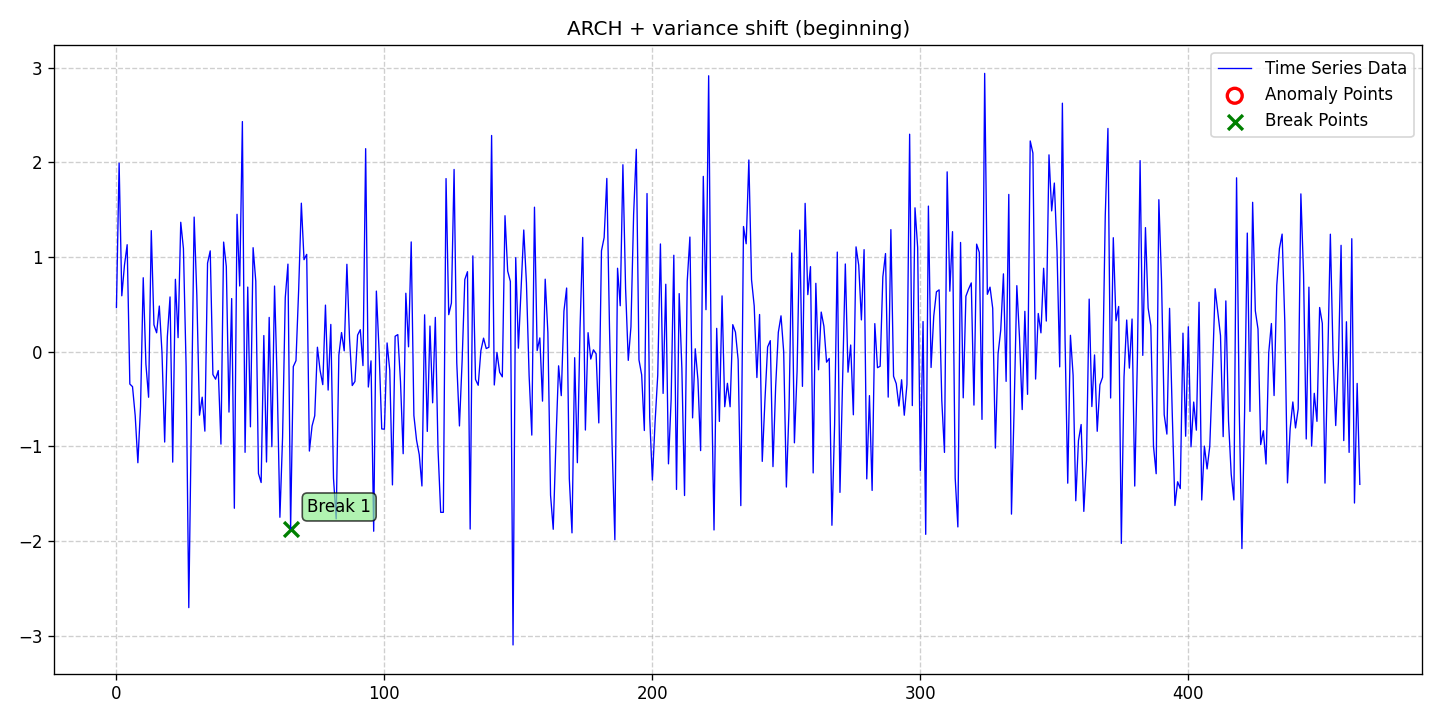 ARCH + variance shift (beginning)
Time Series Data
Anomaly Points
Break Points
Break 1
3
2
1
0
−1
−2
−3
0
100
200
300
400